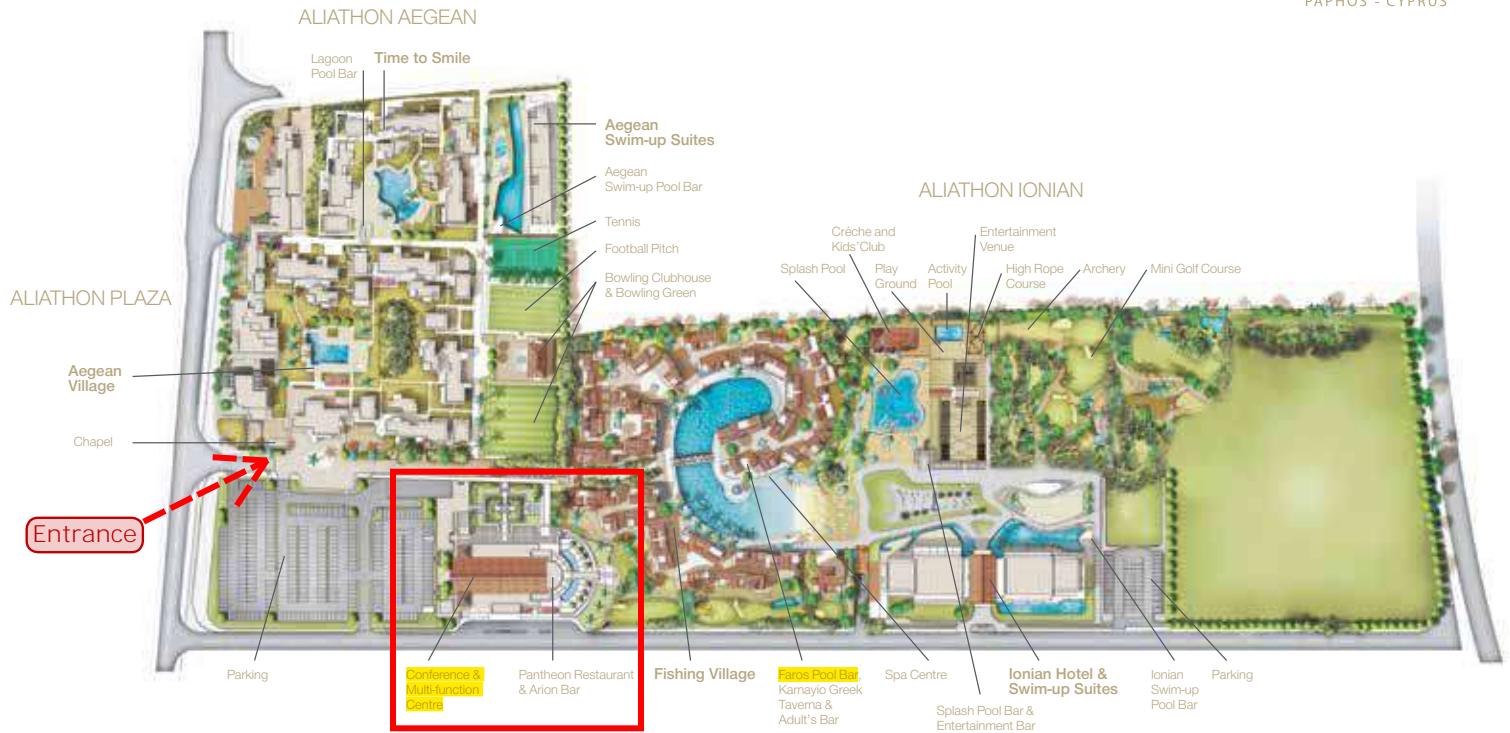 PAPHOS - CYPRUS
ALIATHON AEGEAN
Lagoon
Pool Bar
Time to Smile
Aegean
Swim-up Suites
Aegean
Swim-up Pool Bar
Tennis
Football Pitch
Bowling Clubhouse
& Bowling Green
ALIATHON IONIAN
Créche and
Kids'Club
Entertainment
Venue
Splash Pool
Play
Ground
Activity
Pool
High Rope
Course
Archery
Mini Golf Course
ALIATHON PLAZA
Aegean
Village
Chapel
Entrance
Parking
Conference &
Multi-function
Centre
Pantheon Restaurant
& Arion Bar
Fishing Village
Faros Pool Bar,
Karnayio Greek
Taverna &
Adult's Bar
Spa Centre
Splash Pool Bar &
Entertainment Bar
Ionian Hotel &
Swim-up Suites
Ionian
Swim-up
Pool Bar
Parking